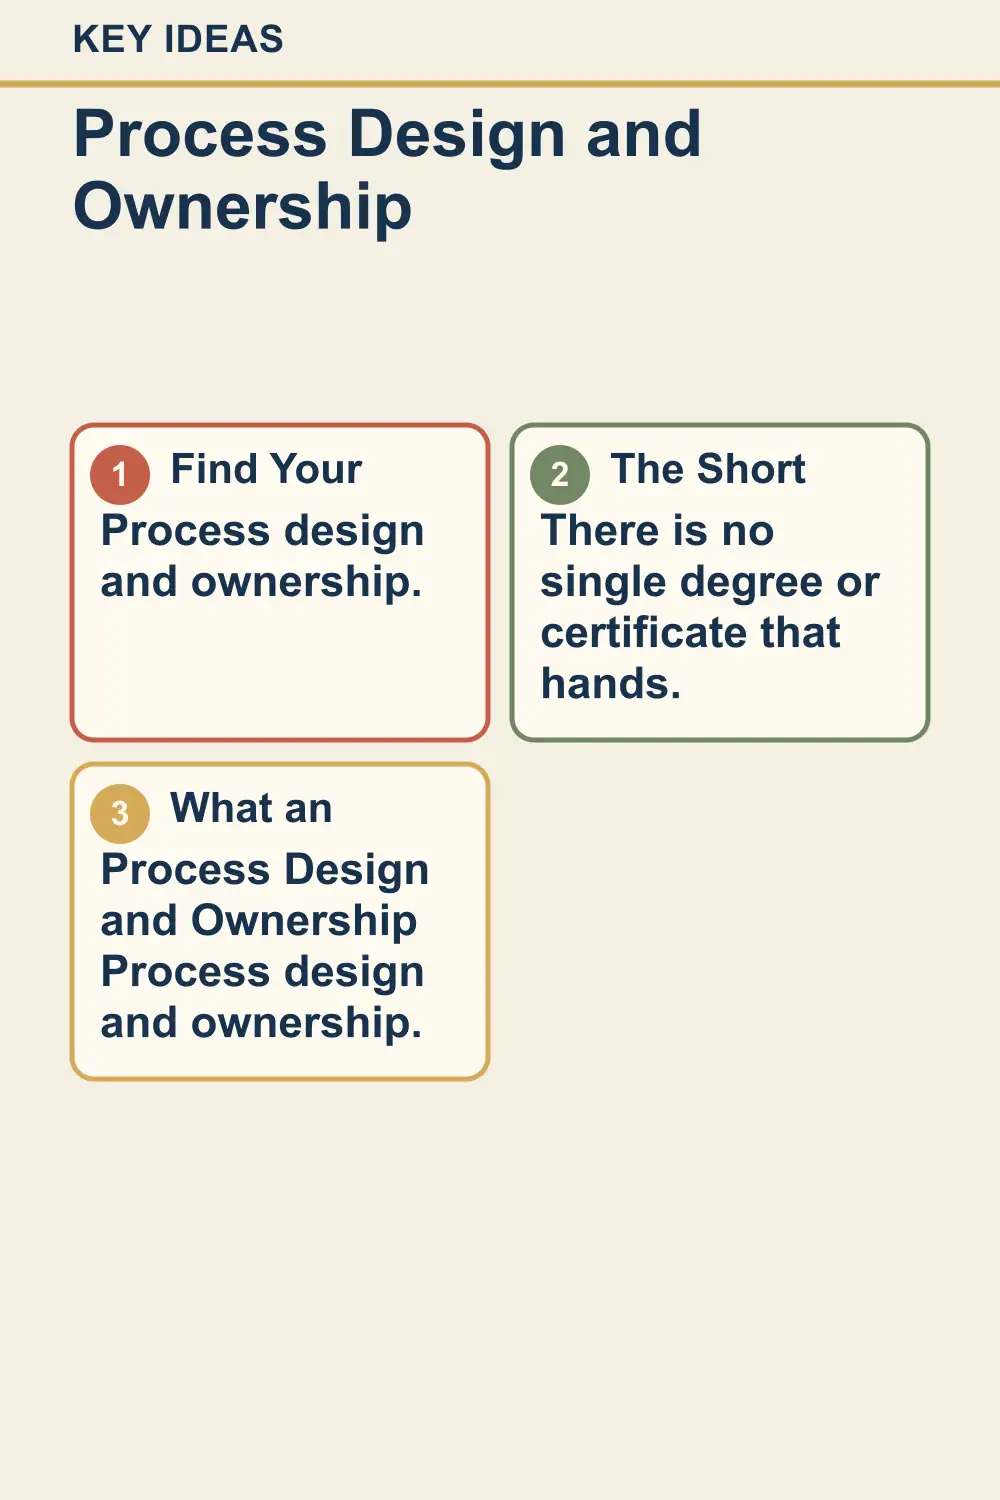 KEY IDEAS
Process Design and
Ownership
1 Find Your
Process design
and ownership.
2 The Short
There is no
single degree or
certificate that
hands.
3 What an
Process Design
and Ownership
Process design
and ownership.